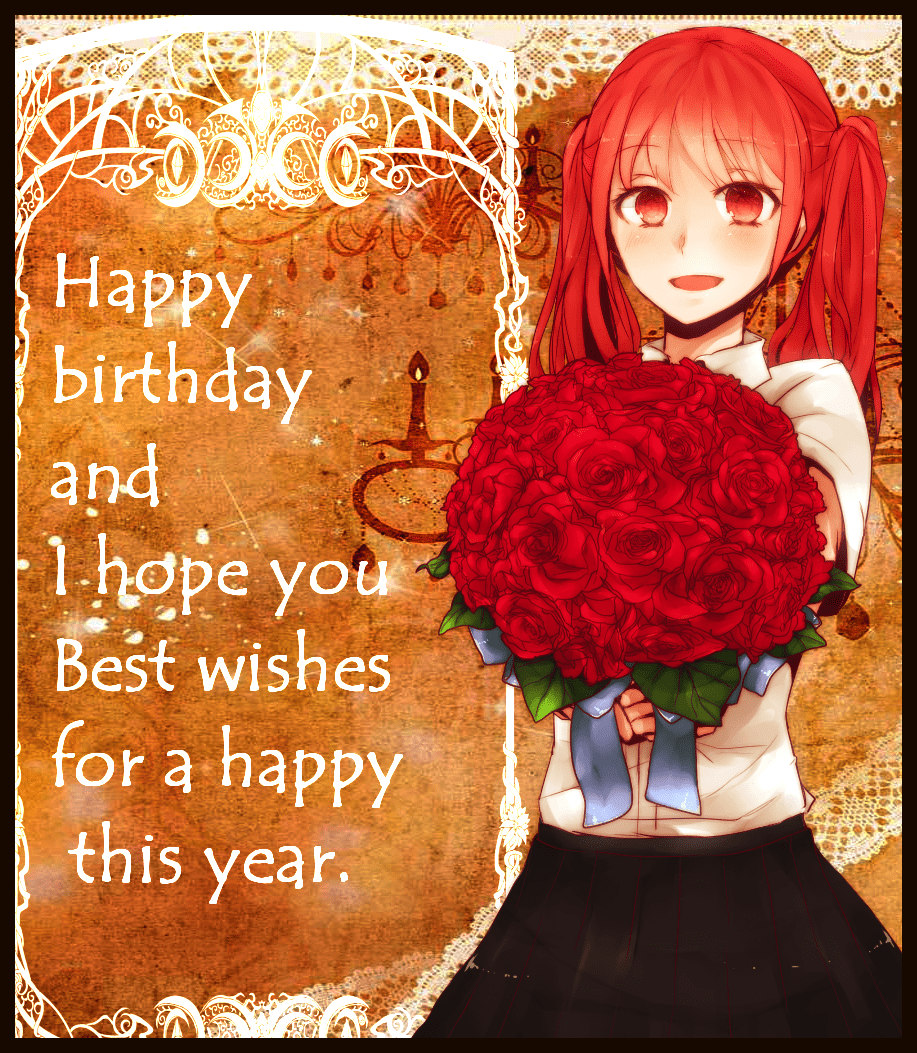 Happy
birthday
and
I hope you
Best wishes
for a happy
this year.